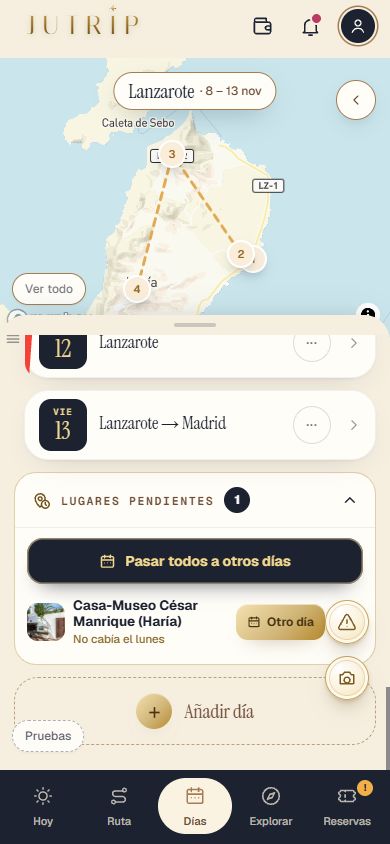 JUTRIP
Lanzarote · 8 – 13 nov
Caleta de Sebo
3
LZ-1
2
4
Ver todo
12
Lanzarote
VIE
13
Lanzarote → Madrid
LUGARES PENDIENTES 1
Pasar todos a otros días
Casa-Museo César
Manrique (Haría)
No cabía el lunes
Otro día
+ Añadir día
Pruebas
Hoy
Ruta
Días
Explorar
Reservas
!